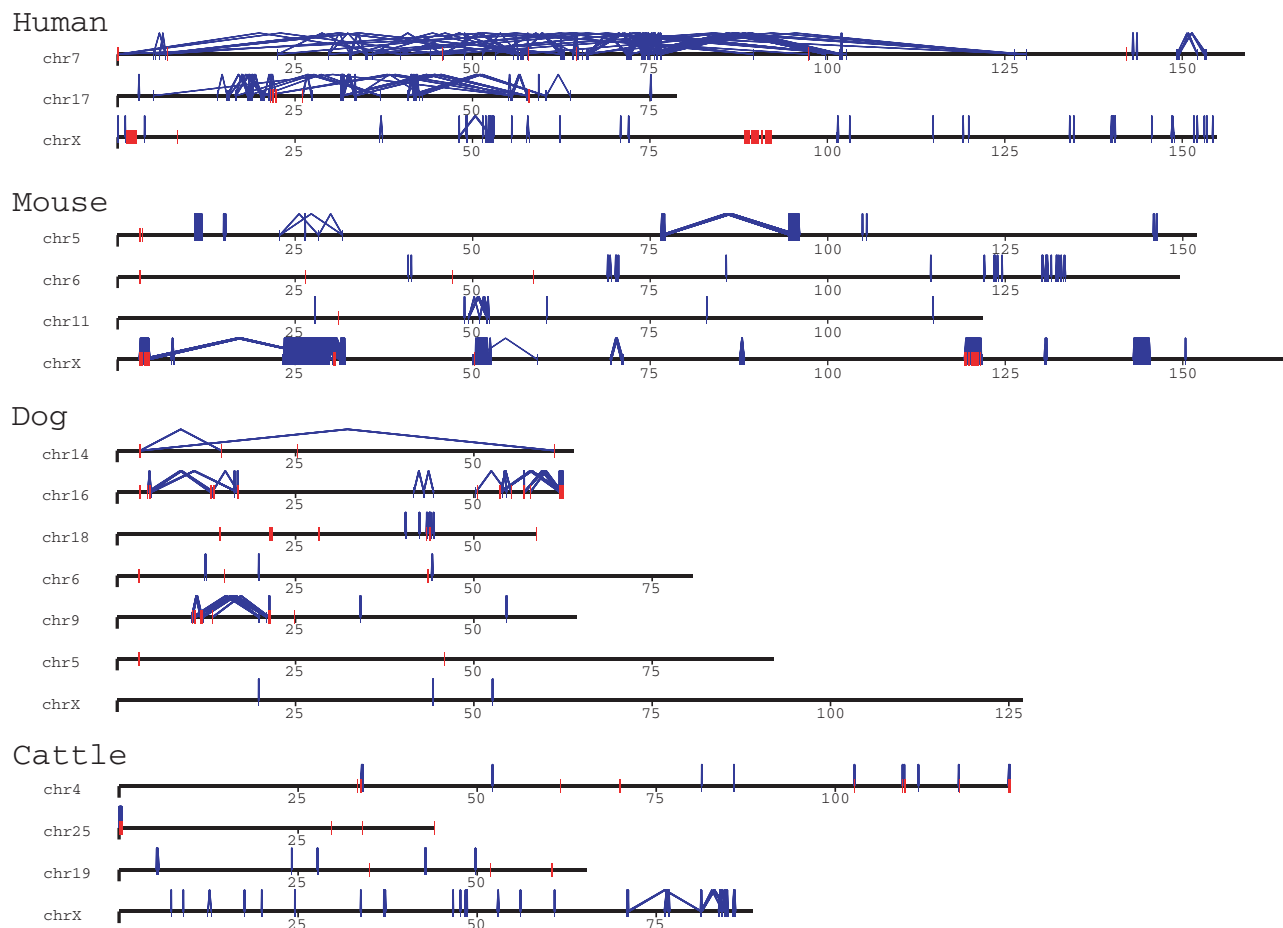 Human
chr7
25 50 75 100 125 150
chr17
25 50 75
chrX
25 50 75 100 125 150
Mouse
chr5
25 50 75 100 125 150
chr6
25 50 75 100 125
chr11
25 50 75 100
chrX
25 50 75 100 125 150
Dog
chr14
25 50
chr16
25 50
chr18
25 50
chr6
25 50 75
chr9
25 50
chr5
25 50 75
chrX
25 50 75 100 125
Cattle
chr4
25 50 75 100
chr25
25
chr19
25 50
chrX
25 50 75